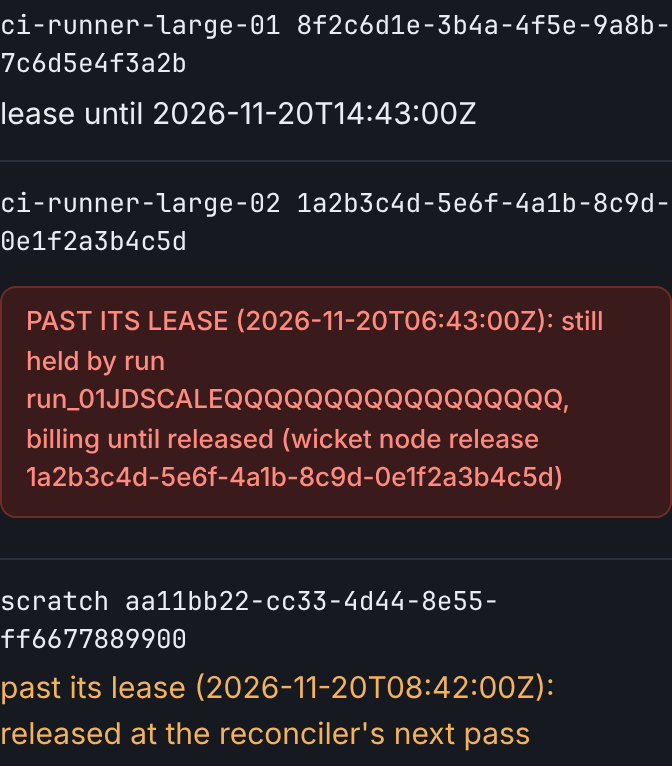 ci-runner-large-01 8f2c6d1e-3b4a-4f5e-9a8b-
7c6d5e4f3a2b
lease until 2026-11-20T14:43:00Z
ci-runner-large-02 1a2b3c4d-5e6f-4a1b-8c9d-
0e1f2a3b4c5d
PAST ITS LEASE (2026-11-20T06:43:00Z): still
held by run
run_01JDSCALEQQQQQQQQQQQQQQQQQ,
billing until released (wicket node release
1a2b3c4d-5e6f-4a1b-8c9d-0e1f2a3b4c5d)
scratch aa11bb22-cc33-4d44-8e55-
ff6677889900
past its lease (2026-11-20T08:42:00Z):
released at the reconciler's next pass